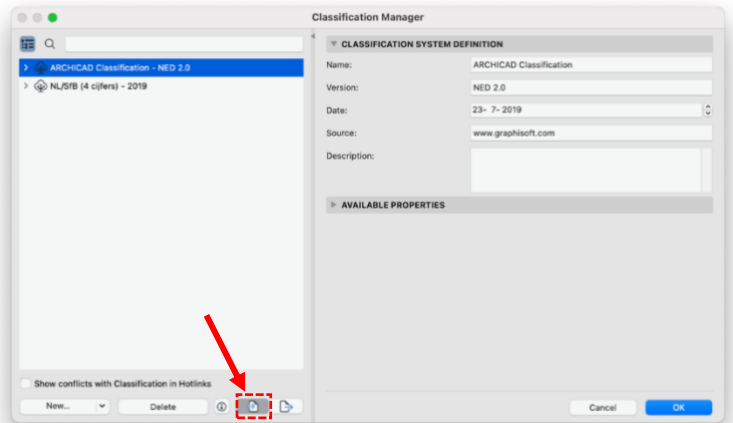 Classification Manager
ARCHICAD Classification - NED 2.0
NL/SfB (4 cijfers) - 2019
Show conflicts with Classification in Hotlinks
New...
Delete
CLASSIFICATION SYSTEM DEFINITION
Name: ARCHICAD Classification
Version: NED 2.0
Date: 23- 7- 2019
Source: www.graphisoft.com
Description:
AVAILABLE PROPERTIES
Cancel
OK